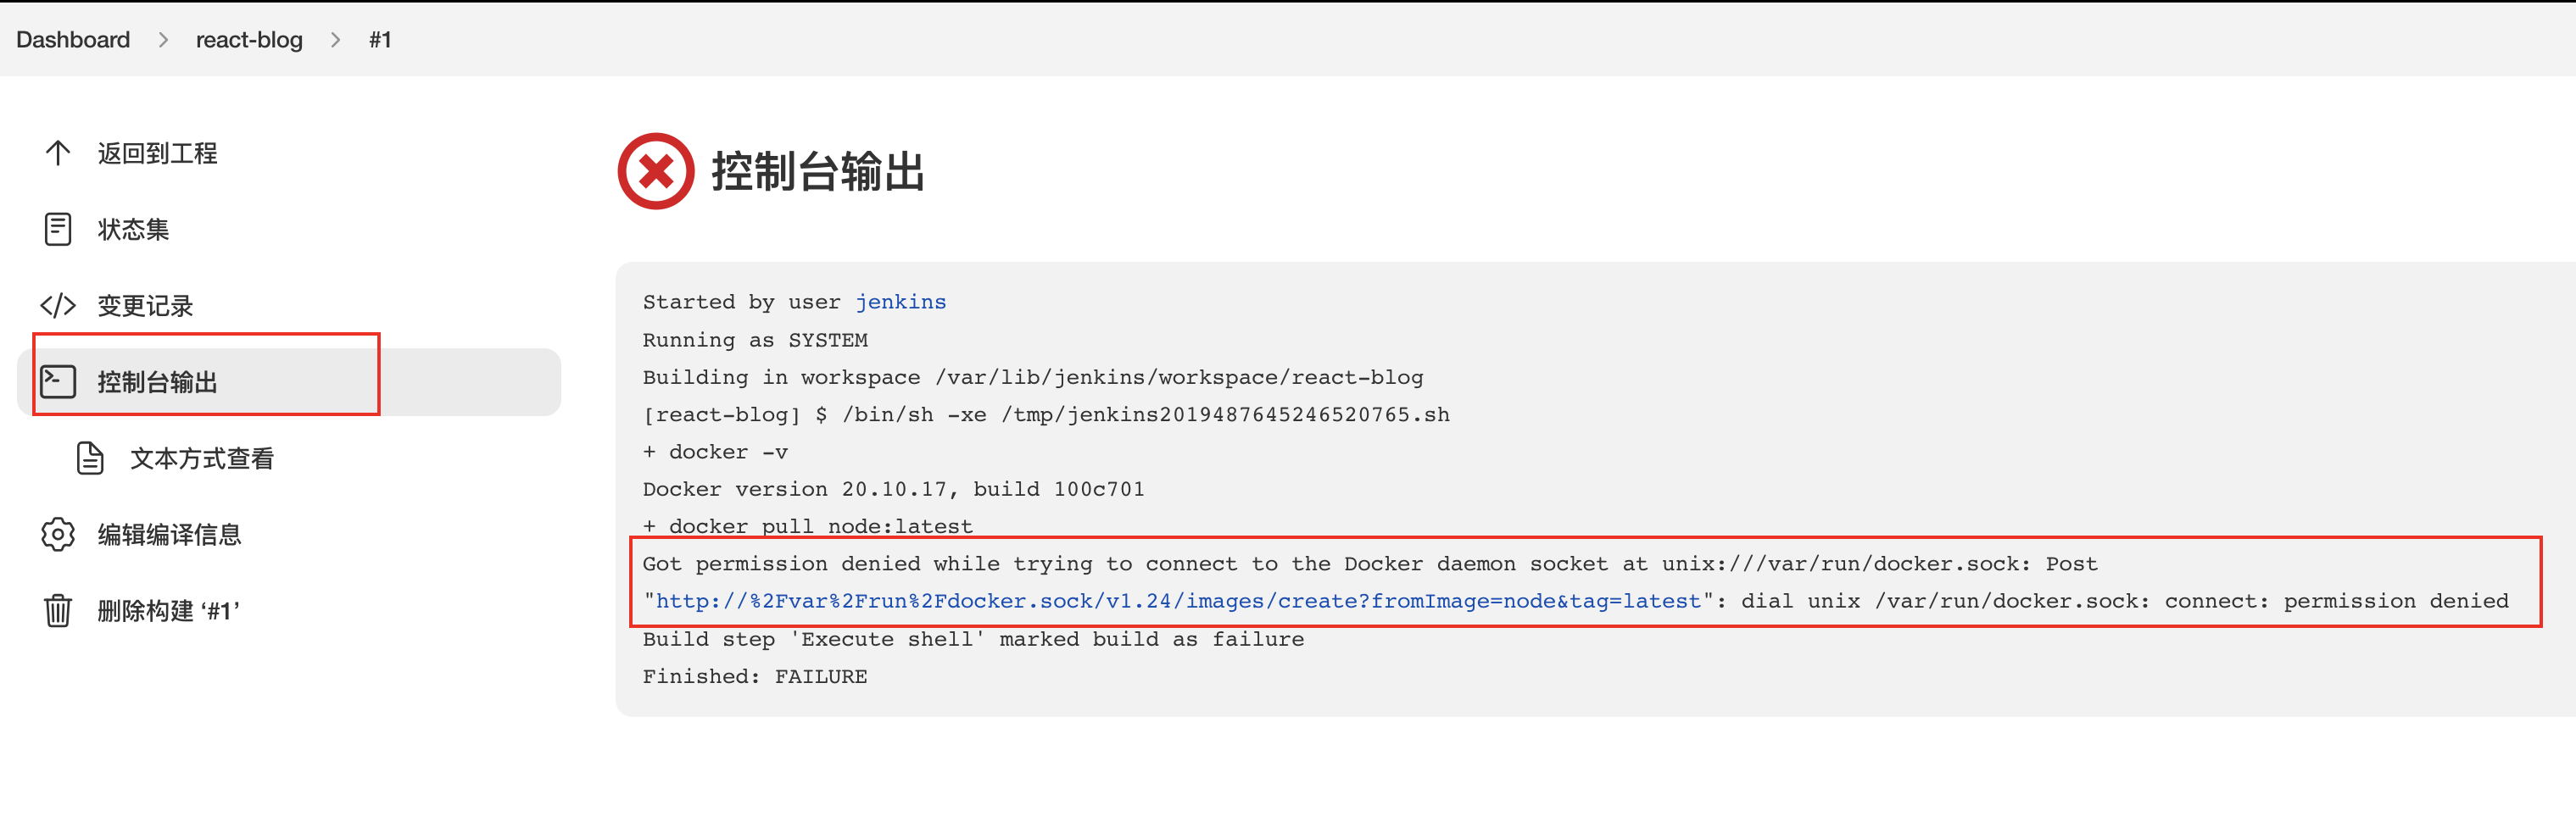 Dashboard > react-blog > #1
返回到工程
状态集
变更记录
控制台输出
文本方式查看
编辑编译信息
删除构建 ‘#1’
控制台输出
Started by user jenkins
Running as SYSTEM
Building in workspace /var/lib/jenkins/workspace/react-blog
[react-blog] $ /bin/sh -xe /tmp/jenkins2019487645246520765.sh
+ docker -v
Docker version 20.10.17, build 100c701
+ docker pull node:latest
Got permission denied while trying to connect to the Docker daemon socket at unix:///var/run/docker.sock: Post
"http://%2Fvar%2Frun%2Fdocker.sock/v1.24/images/create?fromImage=node&tag=latest": dial unix /var/run/docker.sock: connect: permission denied
Build step 'Execute shell' marked build as failure
Finished: FAILURE